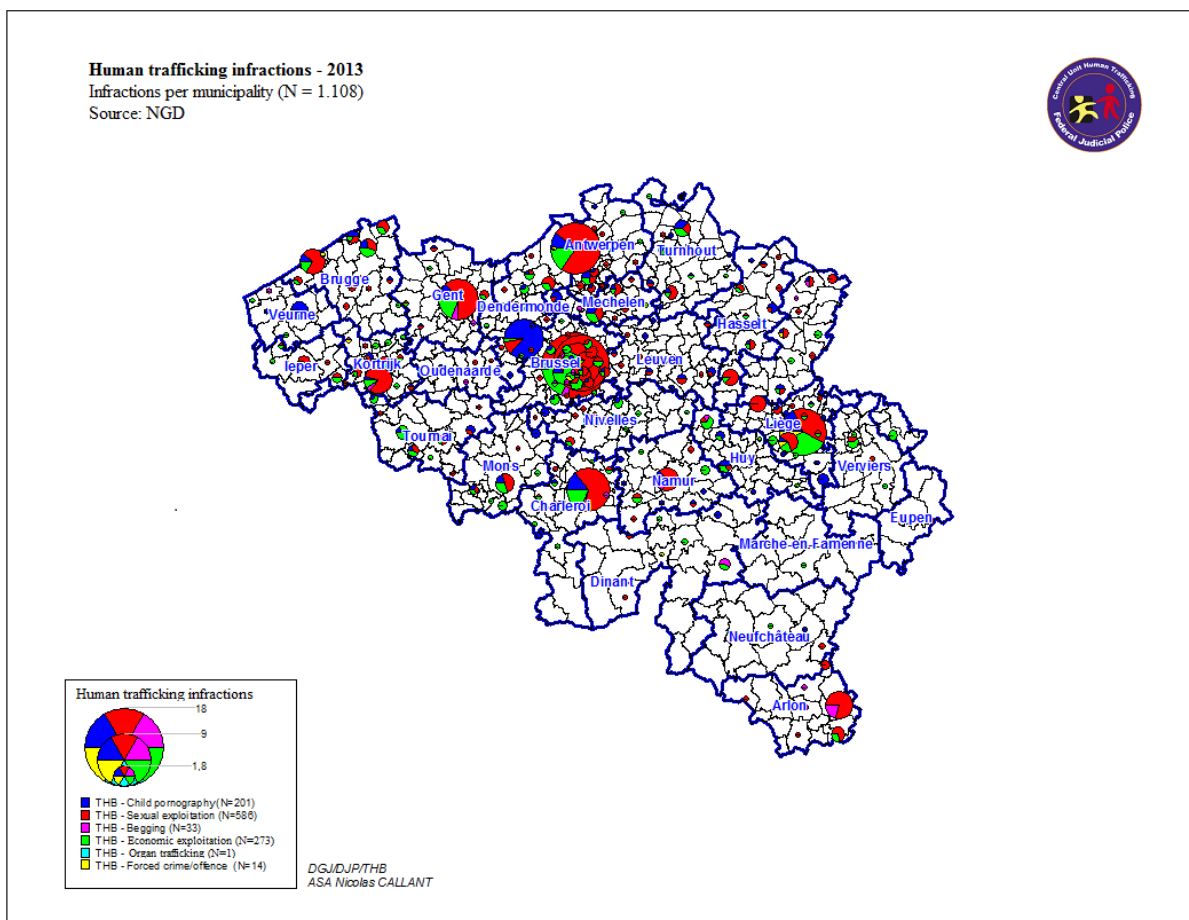 Human trafficking infractions - 2013
Infractions per municipality (N = 1.108)
Source: NGD
Central Unit Human Trafficking
Federal Judicial Police
Antwerpen
Turnhout
Brugge
Gent
Dendermonde
Mechelen
Veurne
Hasselt
Ieper
Kortrijk
Oudenaarde
Brussel
Leuven
Nivelles
Liège
Tournai
Mons
Huy
Verviers
Charleroi
Namur
Eupen
Marche-en-Famenne
Dinant
Neufchâteau
Arlon
Human trafficking infractions
18
9
1,8
THB - Child pornography(N=201)
THB - Sexual exploitation (N=586)
THB - Begging (N=33)
THB - Economic exploitation (N=273)
THB - Organ trafficking (N=1)
THB - Forced crime/offence (N=14)
DGJ/DJP/THB
ASA Nicolas CALLANT